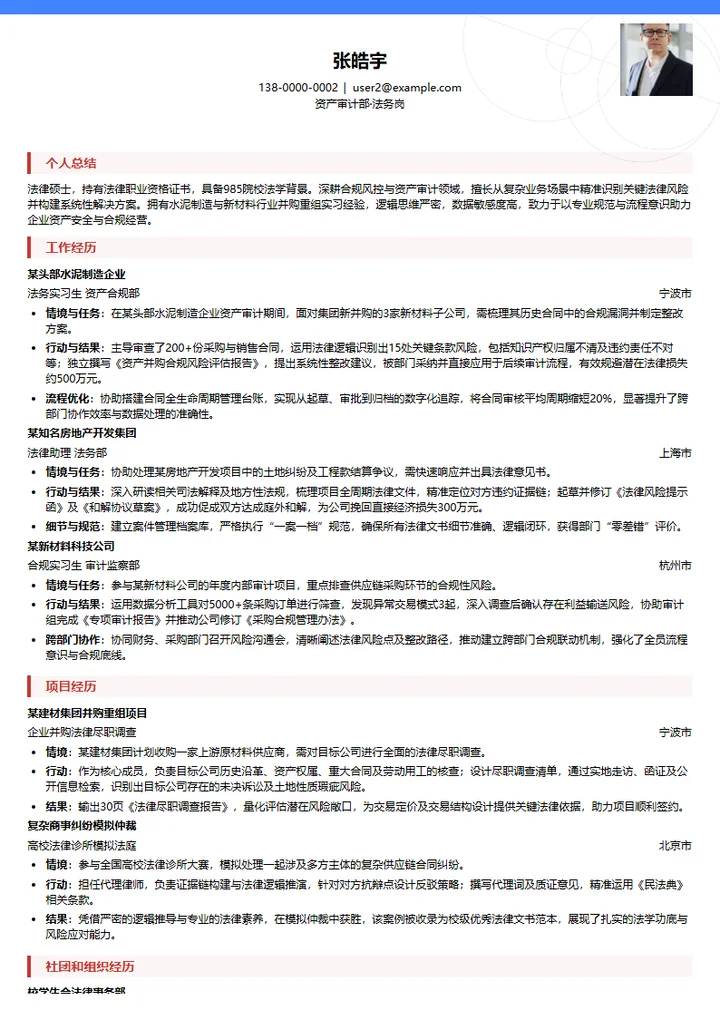 张皓宇
138-0000-0002 | user2@example.com
资产审计部·法务岗
个人总结
法律硕士，持有法律职业资格证书，具备985院校法学背景。深耕合规风控与资产审计领域，擅长从复杂业务场景中精准识别关键法律风险
并构建系统性解决方案。拥有水泥制造与新材料行业并购重组实习经验，逻辑思维严密，数据敏感度高，致力于以专业规范与流程意识助力
企业资产安全与合规经营。
工作经历
某头部水泥制造企业
法务实习生 资产合规部 宁波市
• 情境与任务：在某头部水泥制造企业资产审计期间，面对集团新并购的3家新材料子公司，需梳理其历史合同中的合规漏洞并制定整改
方案。
• 行动与结果：主导审查了200+份采购与销售合同，运用法律逻辑识别出15处关键条款风险，包括知识产权归属不清及违约责任不对
等；独立撰写《资产并购合规风险评估报告》，提出系统性整改建议，被部门采纳并直接应用于后续审计流程，有效规避潜在法律损失
约500万元。
• 流程优化：协助搭建合同全生命周期管理台账，实现从起草、审批到归档的数字化追踪，将合同审核平均周期缩短20%，显著提升了跨
部门协作效率与数据处理的准确性。
某知名房地产开发集团
法律助理 法务部 上海市
• 情境与任务：协助处理某房地产开发项目中的土地纠纷及工程款结算争议，需快速响应并出具法律意见书。
• 行动与结果：深入研读相关司法解释及地方性法规，梳理项目全周期法律文件，精准定位对方违约证据链；起草并修订《法律风险提示
函》及《和解协议草案》，成功促成双方达成庭外和解，为公司挽回直接经济损失300万元。
• 细节与规范：建立案件管理档案库，严格执行“一案一档”规范，确保所有法律文书细节准确、逻辑闭环，获得部门“零差错”评价。
某新材料科技公司
合规实习生 审计监察部 杭州市
• 情境与任务：参与某新材料公司的年度内部审计项目，重点排查供应链采购环节的合规性风险。
• 行动与结果：运用数据分析工具对5000+条采购订单进行筛查，发现异常交易模式3起，深入调查后确认存在利益输送风险，协助审计
组完成《专项审计报告》并推动公司修订《采购合规管理办法》。
• 跨部门协作：协同财务、采购部门召开风险沟通会，清晰阐述法律风险点及整改路径，推动建立跨部门合规联动机制，强化了全员流程
意识与合规底线。
项目经历
某建材集团并购重组项目
企业并购法律尽职调查 宁波市
• 情境：某建材集团计划收购一家上游原材料供应商，需对目标公司进行全面的法律尽职调查。
• 行动：作为核心成员，负责目标公司历史沿革、资产权属、重大合同及劳动用工的核查；设计尽职调查清单，通过实地走访、函证及公
开信息检索，识别出目标公司存在的未决诉讼及土地性质瑕疵风险。
• 结果：输出30页《法律尽职调查报告》，量化评估潜在风险敞口，为交易定价及交易结构设计提供关键法律依据，助力项目顺利签约。
复杂商事纠纷模拟仲裁
高校法律诊所模拟法庭 北京市
• 情境：参与全国高校法律诊所大赛，模拟处理一起涉及多方主体的复杂供应链合同纠纷。
• 行动：担任代理律师，负责证据链构建与法律逻辑推演，针对对方抗辩点设计反驳策略；撰写代理词及质证意见，精准运用《民法典》
相关条款。
• 结果：凭借严密的逻辑推导与专业的法律素养，在模拟仲裁中获胜，该案例被收录为校级优秀法律文书范本，展现了扎实的法学功底与
风险应对能力。
社团和组织经历
校学生会法律事务部